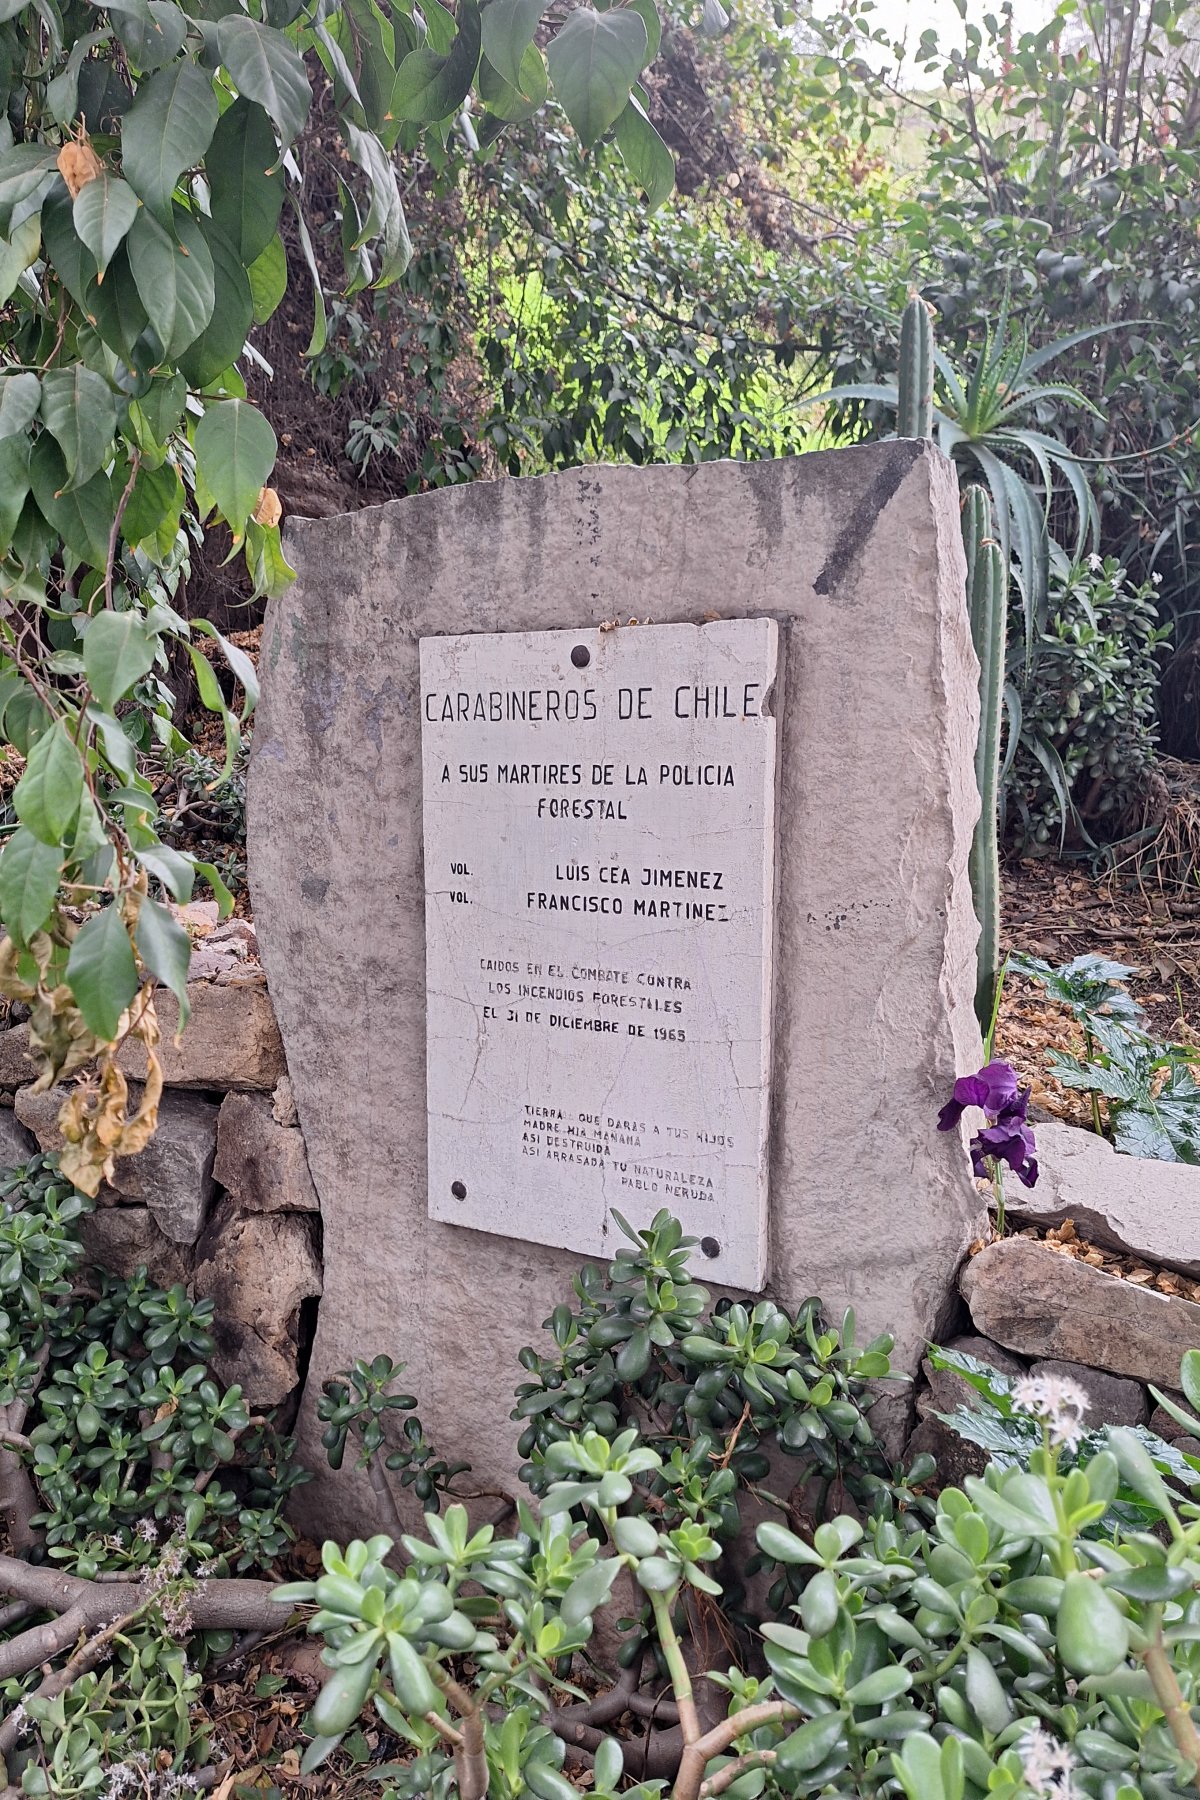 CARABINEROS DE CHILE
A SUS MARTIRES DE LA POLICIA
FORESTAL
VOL. LUIS CEA JIMENEZ
VOL. FRANCISCO MARTINEZ
CAIDOS EN EL COMBATE CONTRA
LOS INCENDIOS FORESTALES
EL 31 DE DICIEMBRE DE 1965
TIERRA QUE DARAS A TUS HIJOS
MADRE MIA MAÑANA
ASI DESTRUIDA
ASI ARRASADA TU NATURALEZA
PABLO NERUDA